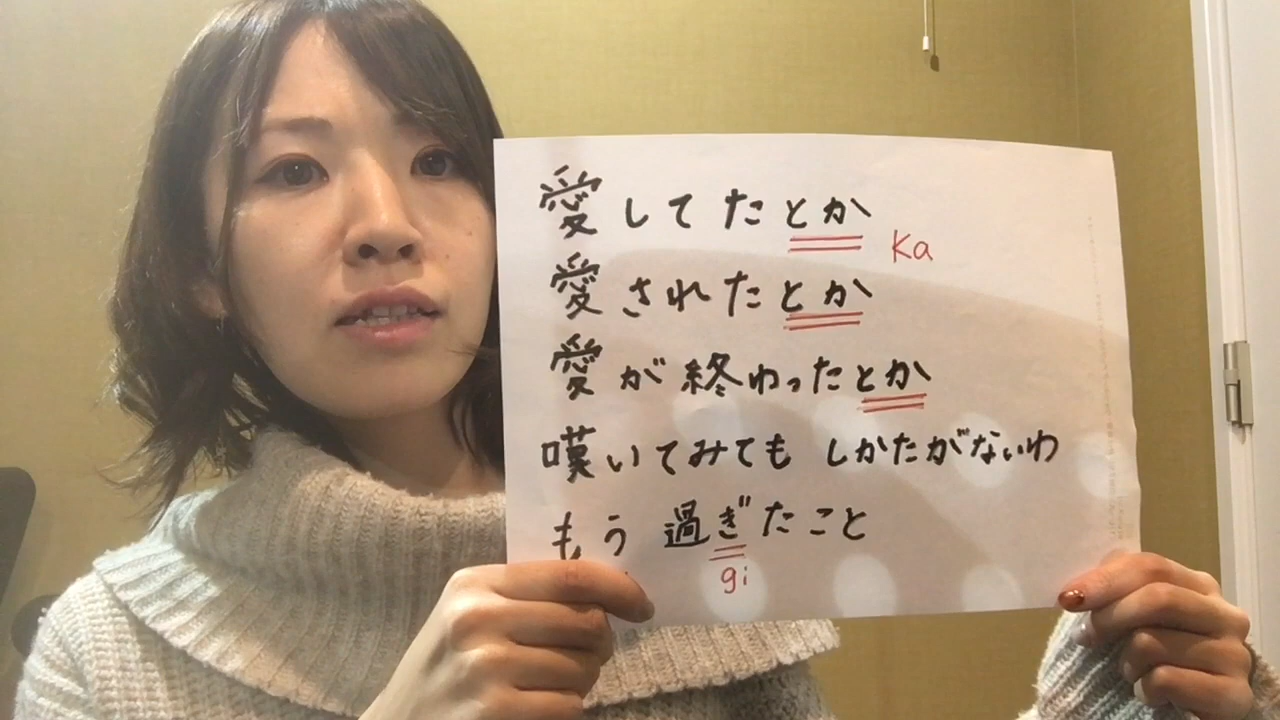 愛してたとか
Ka
愛されたとか
愛が終わったとか
嘆いてみても しかたがないわ
もう 過ぎたこと
gi